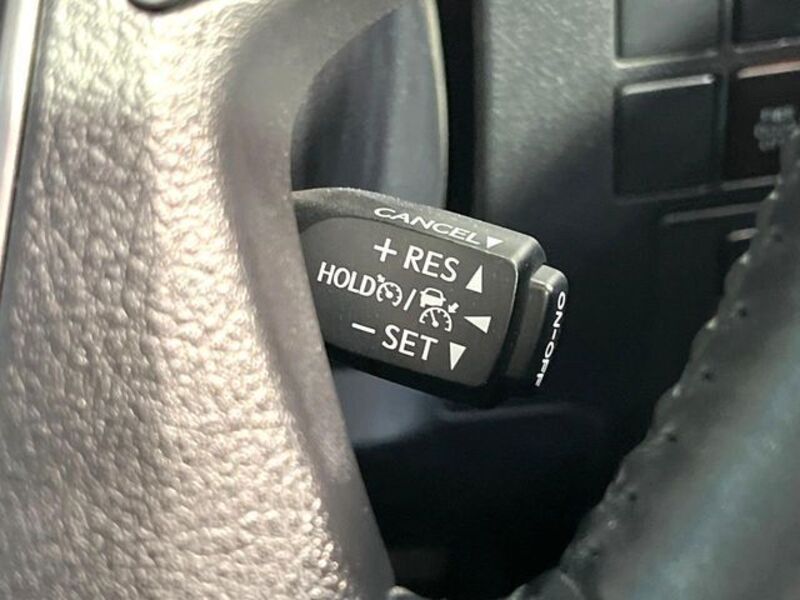 CANCEL▼
+RES▲
HOLD /
−SET▼
ON-OFF